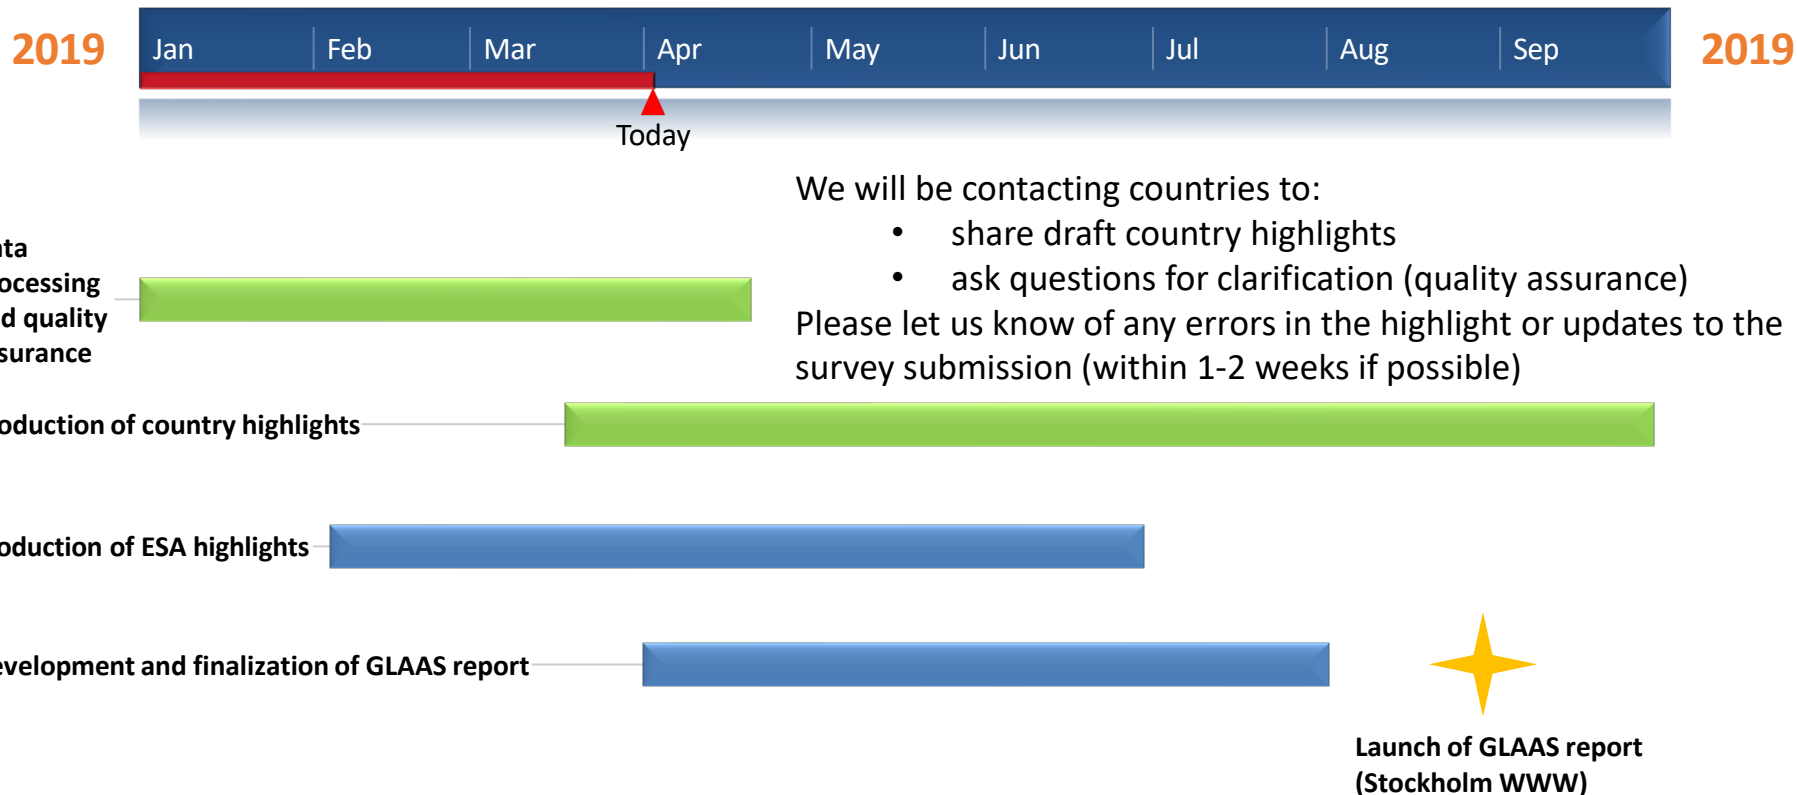 2019 Jan Feb Mar Apr May Jun Jul Aug Sep 2019
Today
We will be contacting countries to:
• share draft country highlights
• ask questions for clarification (quality assurance)
Please let us know of any errors in the highlight or updates to the
survey submission (within 1-2 weeks if possible)
ata
ocessing
d quality
surance
oduction of country highlights
oduction of ESA highlights
evelopment and finalization of GLAAS report
Launch of GLAAS report
(Stockholm WWW)